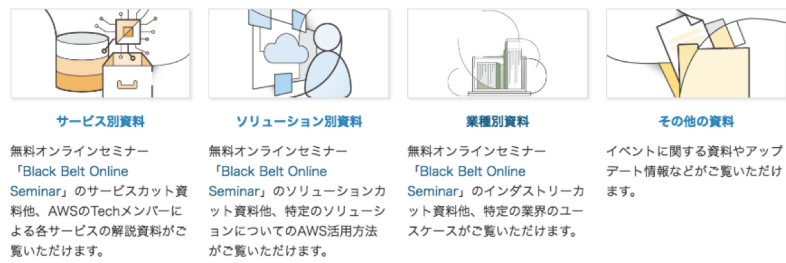 サービス別資料
無料オンラインセミナー
「Black Belt Online
Seminar」のサービスカット資
料他、AWSのTechメンバーに
よる各サービスの解説資料がご
覧いただけます。
ソリューション別資料
無料オンラインセミナー
「Black Belt Online
Seminar」のソリューションカ
ット資料他、特定のソリューシ
ョンについてのAWS活用方法
がご覧いただけます。
業種別資料
無料オンラインセミナー
「Black Belt Online
Seminar」のインダストリーカ
ット資料他、特定の業界のユー
スケースがご覧いただけます。
その他の資料
イベントに関する資料やアップ
デート情報などがご覧いただけ
ます。